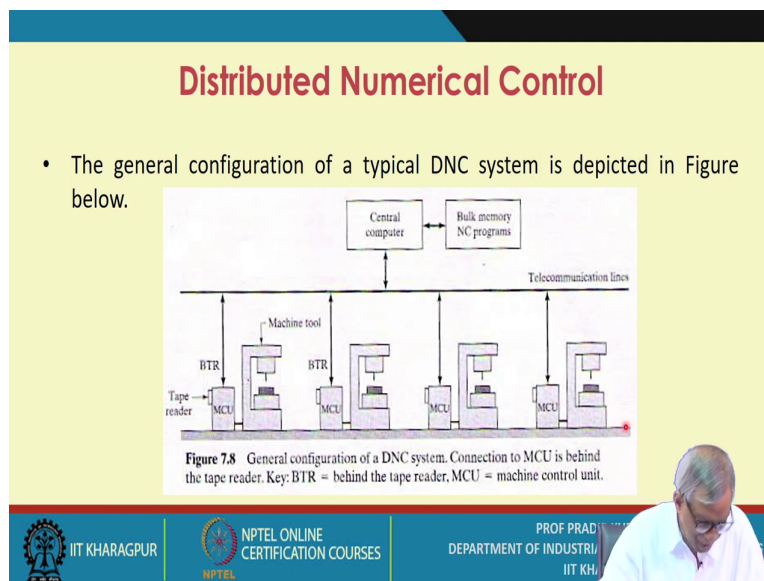 Distributed Numerical Control
• The general configuration of a typical DNC system is depicted in Figure
below.
Central
computer
Bulk memory
NC programs
Telecommunication lines
Machine tool
BTR
BTR
Tape
reader
MCU
MCU
MCU
MCU
Figure 7.8 General configuration of a DNC system. Connection to MCU is behind
the tape reader. Key: BTR = behind the tape reader, MCU = machine control unit.
IIT KHARAGPUR
NPTEL
NPTEL ONLINE
CERTIFICATION COURSES
PROF
DEPARTMENT OF
IIT